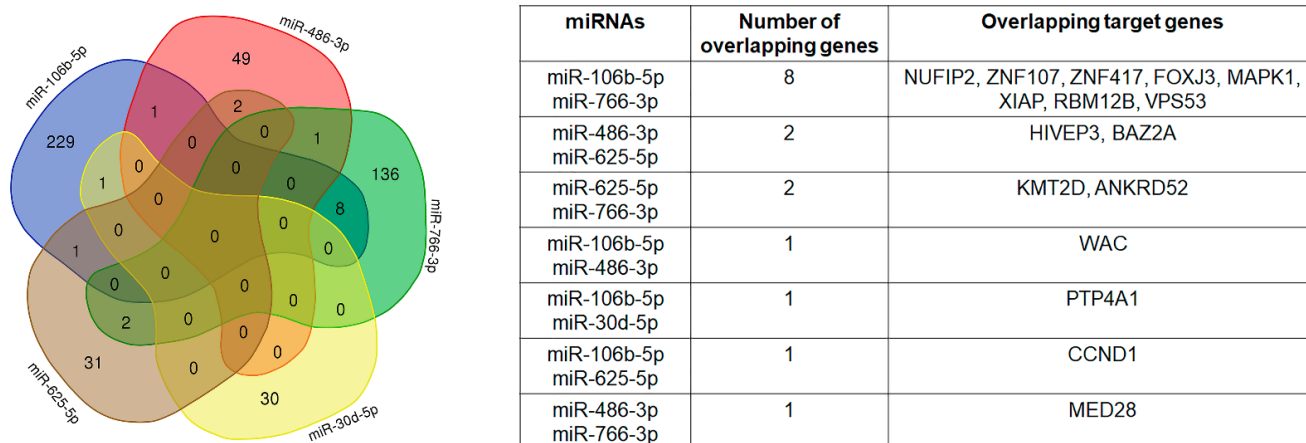 miR-486-3p
49
miR-106b-5p
1
2
0
0
1
229
0
0
136
1
0
0
8
0
miR-766-3p
0
0
0
0
1
0
0
0
0
0
0
2
0
0
31
0
0
miR-625-5p
30
miR-30d-5p
miRNAs Number of overlapping genes Overlapping target genes
miR-106b-5p 8 NUFIP2, ZNF107, ZNF417, FOXJ3, MAPK1,
miR-766-3p XIAP, RBM12B, VPS53
miR-486-3p 2 HIVEP3, BAZ2A
miR-625-5p
miR-625-5p 2 KMT2D, ANKRD52
miR-766-3p
miR-106b-5p 1 WAC
miR-486-3p
miR-106b-5p 1 PTP4A1
miR-30d-5p
miR-106b-5p 1 CCND1
miR-625-5p
miR-486-3p 1 MED28
miR-766-3p